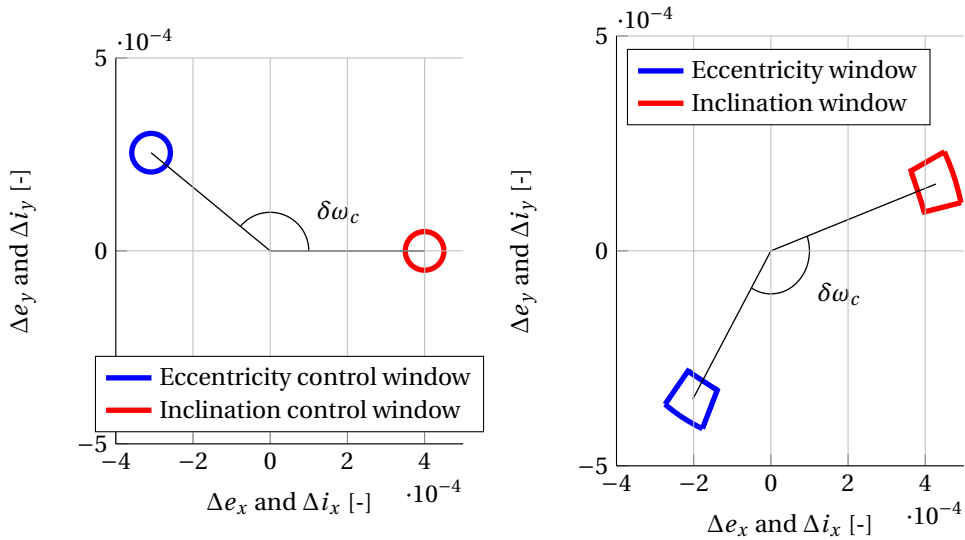 ·10⁻⁴
5
0
−5
−4
−2
0
2
4
·10⁻⁴
Δe_x and Δi_x [-]
Δe_y and Δi_y [-]
δω_c
Eccentricity control window
Inclination control window
·10⁻⁴
5
0
−5
−4
−2
0
2
4
·10⁻⁴
Δe_x and Δi_x [-]
Δe_y and Δi_y [-]
δω_c
Eccentricity window
Inclination window